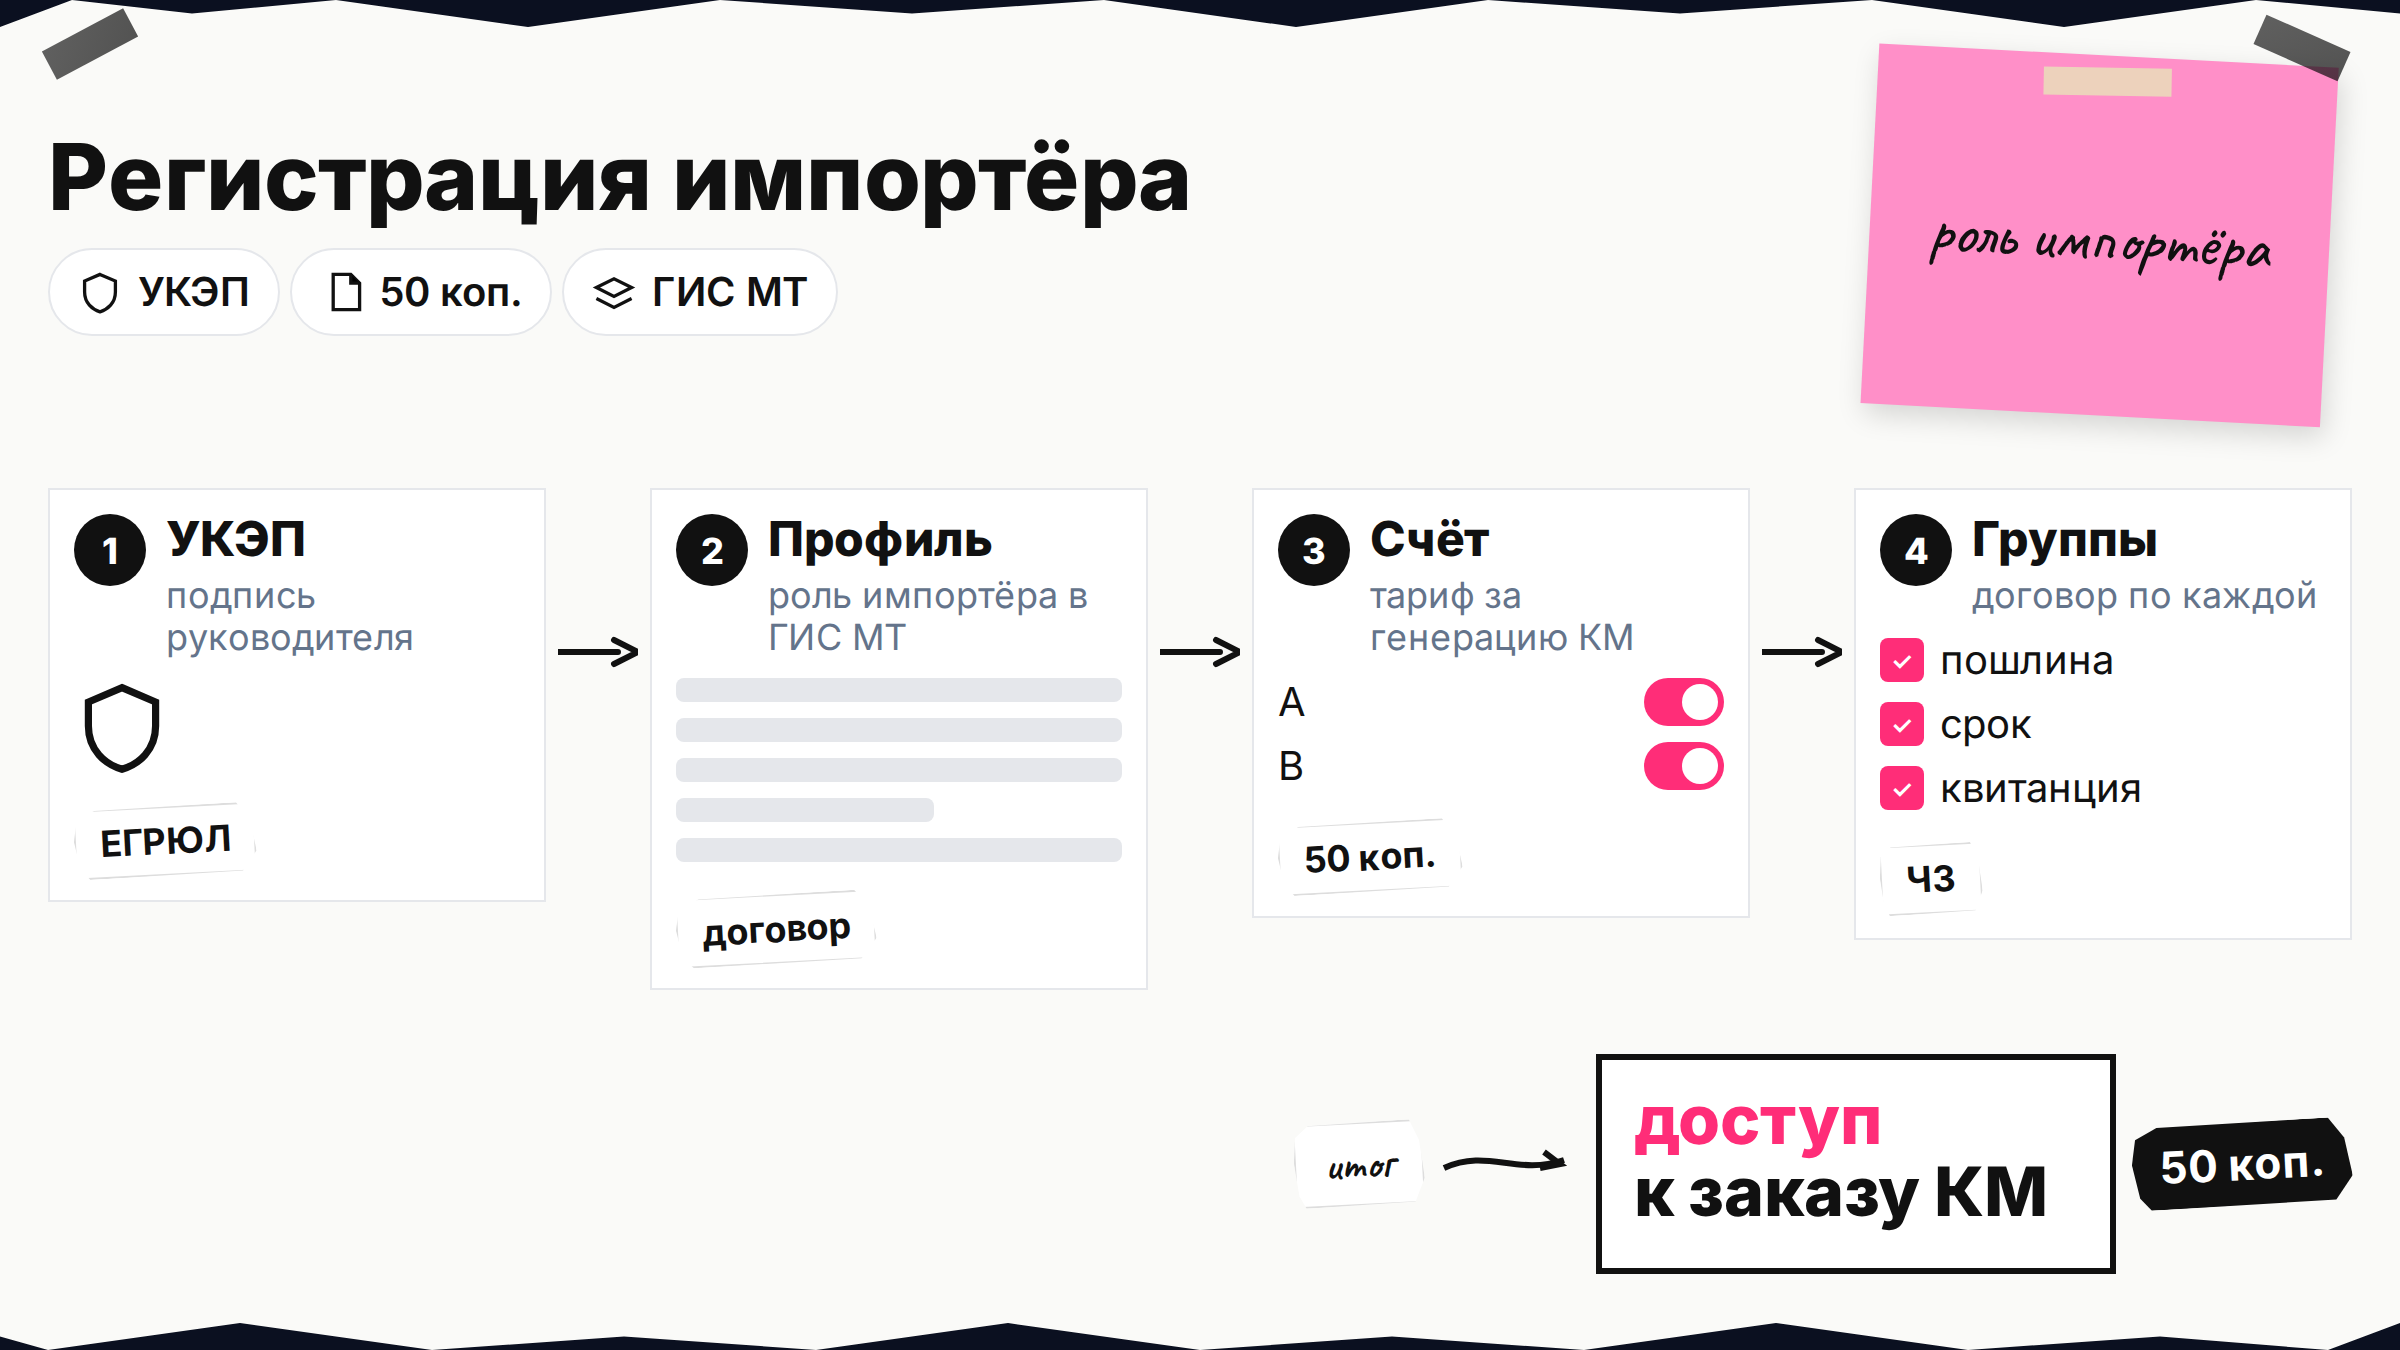 Регистрация импортёра
УКЭП
50 коп.
ГИС МТ
роль импортёра
1
УКЭП
подпись
руководителя
ЕГРЮЛ
2
Профиль
роль импортёра в
ГИС МТ
договор
3
Счёт
тариф за
генерацию КМ
A
B
50 коп.
4
Группы
договор по каждой
пошлина
срок
квитанция
ЧЗ
итог
доступ
к заказу КМ
50 коп.